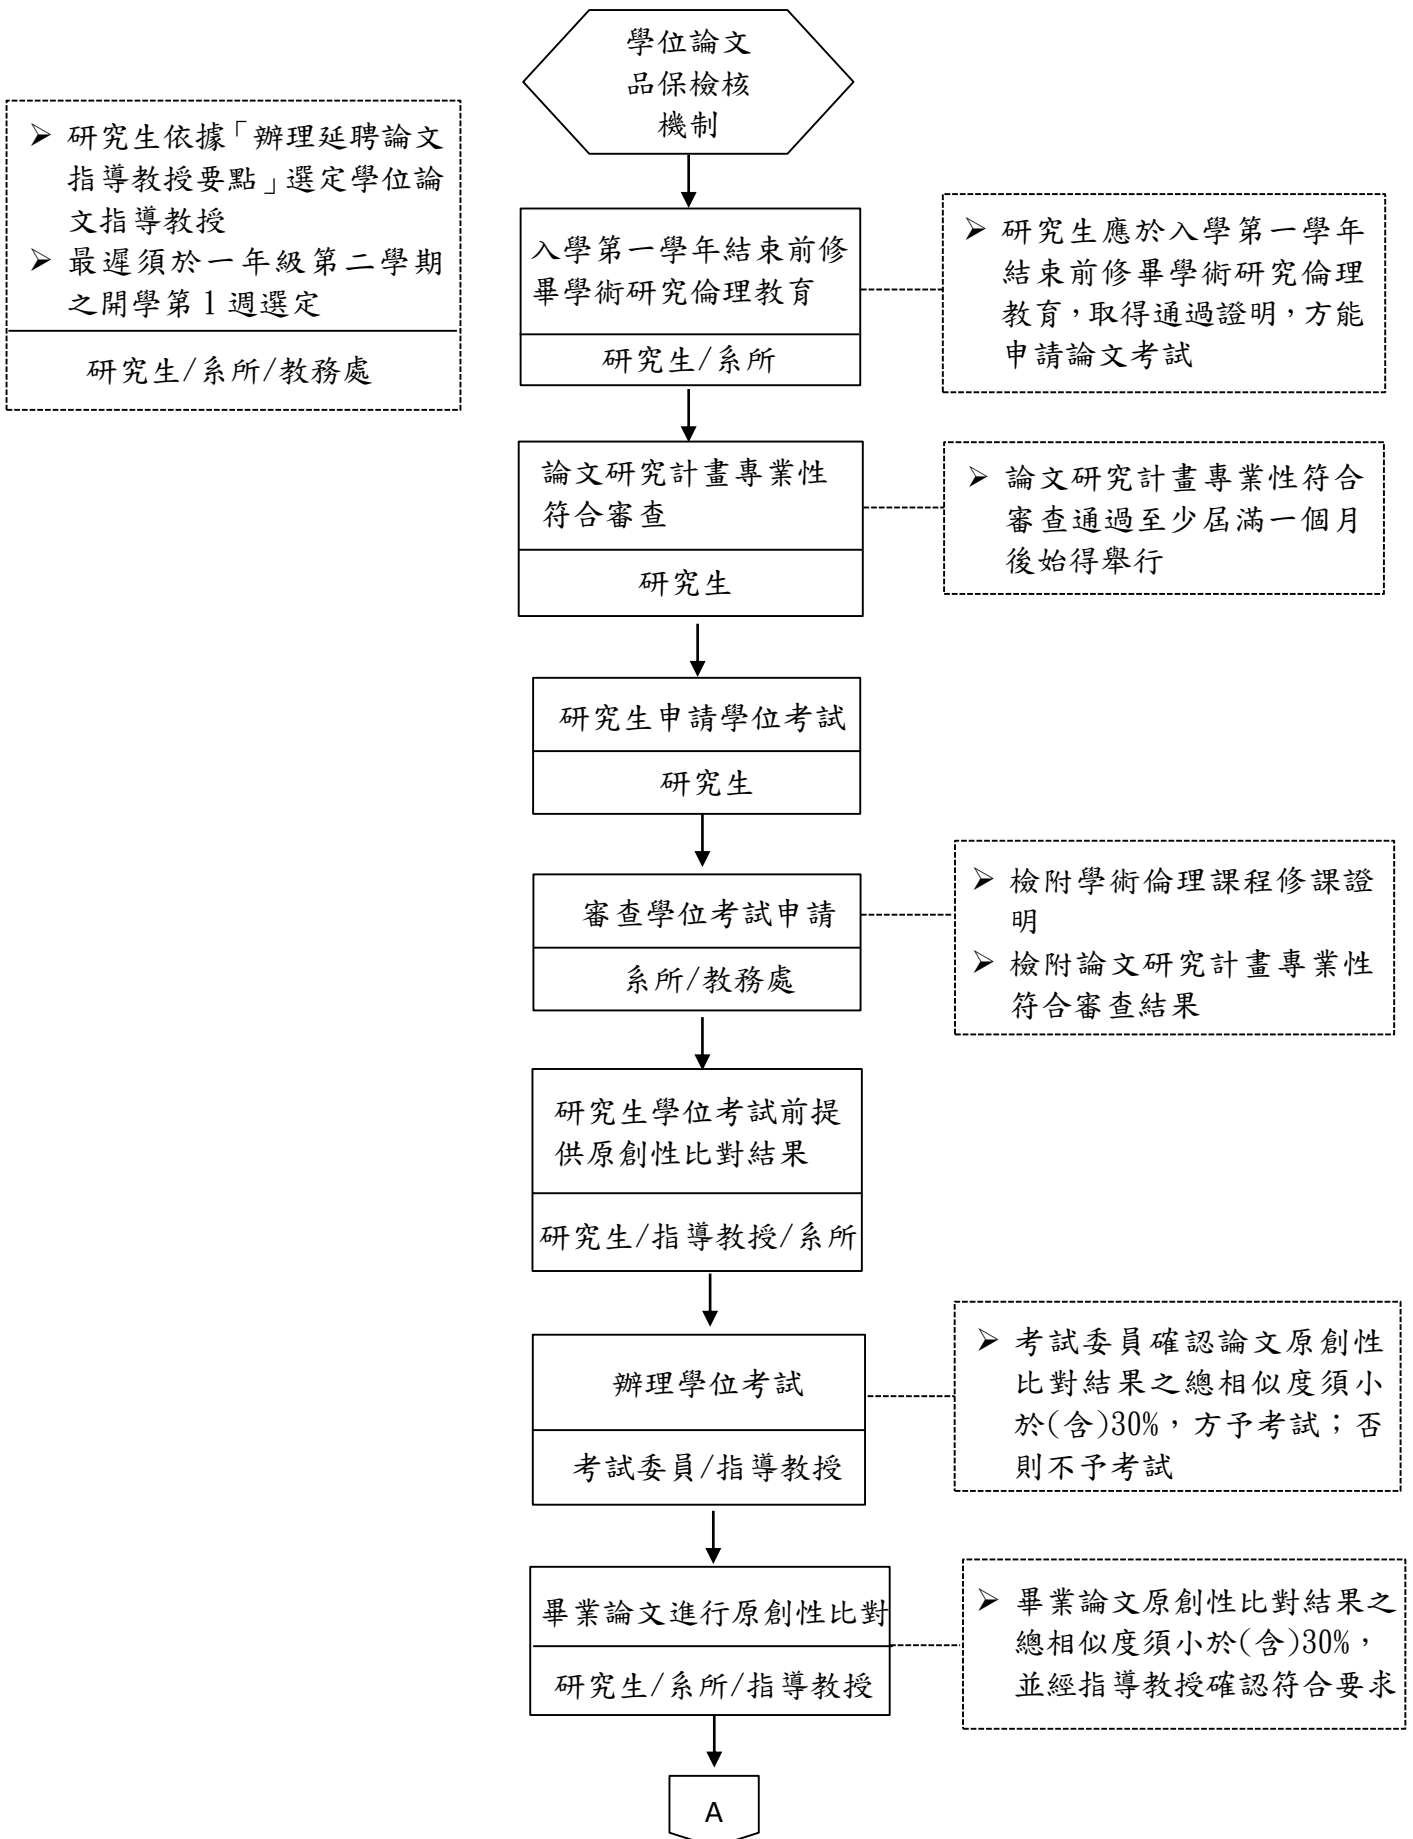 學位論文
品保檢核
機制
➢ 研究生依據「辦理延聘論文
指導教授要點」選定學位論
文指導教授
➢ 最遲須於一年級第二學期
之開學第1週選定
研究生/系所/教務處
入學第一學年結束前修
畢學術研究倫理教育
研究生/系所
➢ 研究生應於入學第一學年
結束前修畢學術研究倫理
教育，取得通過證明，方能
申請論文考試
論文研究計畫專業性
符合審查
研究生
➢ 論文研究計畫專業性符合
審查通過至少屆滿一個月
後始得舉行
研究生申請學位考試
研究生
審查學位考試申請
系所/教務處
➢ 檢附學術倫理課程修課證
明
➢ 檢附論文研究計畫專業性
符合審查結果
研究生學位考試前提
供原創性比對結果
研究生/指導教授/系所
辦理學位考試
考試委員/指導教授
➢ 考試委員確認論文原創性
比對結果之總相似度須小
於(含)30%，方予考試；否
則不予考試
畢業論文進行原創性比對
研究生/系所/指導教授
➢ 畢業論文原創性比對結果之
總相似度須小於(含)30%，
並經指導教授確認符合要求
A